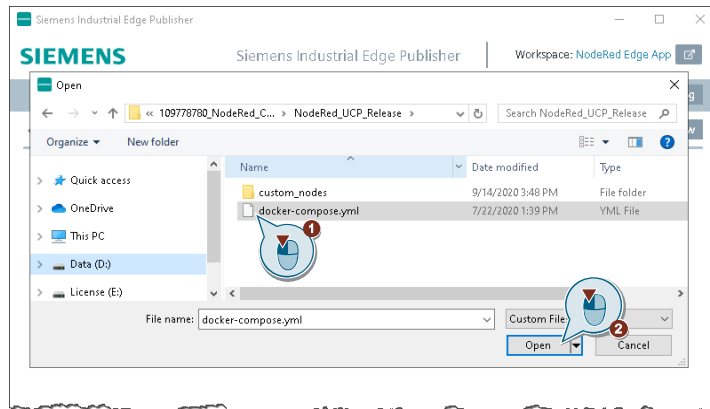 Siemens Industrial Edge Publisher
SIEMENS
Siemens Industrial Edge Publisher
Workspace: NodeRed Edge App
Open
« 109778780_NodeRed_C... > NodeRed_UCP_Release >
Search NodeRed_UCP_Release
Organize
New folder
Name
Date modified
Type
Quick access
custom_nodes
9/14/2020 3:48 PM
File folder
OneDrive
docker-compose.yml
7/22/2020 1:39 PM
YML File
1
This PC
Data (D:)
License (E:)
File name:
docker-compose.yml
Custom File
2
Open
Cancel